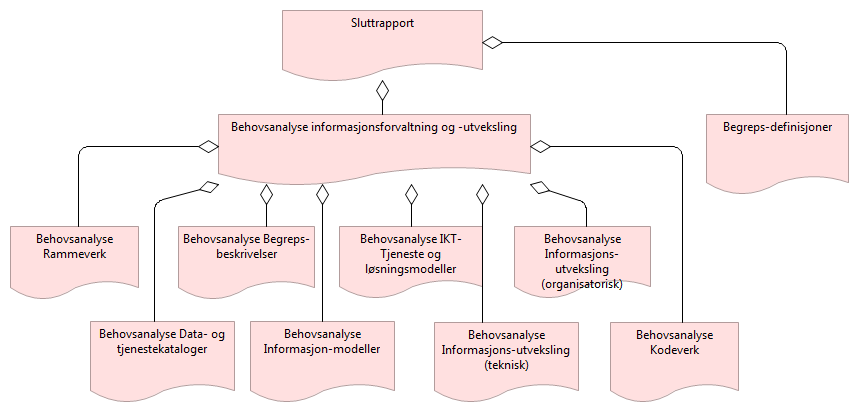 Sluttrapport
Behovsanalyse informasjonsforvaltning og -utveksling
Begreps-definisjoner
Behovsanalyse
Rammeverk
Behovsanalyse Begreps-
beskrivelser
Behovsanalyse IKT-
Tjeneste og
løsningsmodeller
Behovsanalyse
Informasjons-
utveksling
(organisatorisk)
Behovsanalyse Data- og
tjenestekataloger
Behovsanalyse
Informasjon-modeller
Behovsanalyse
Informasjons-utveksling
(teknisk)
Behovsanalyse
Kodeverk